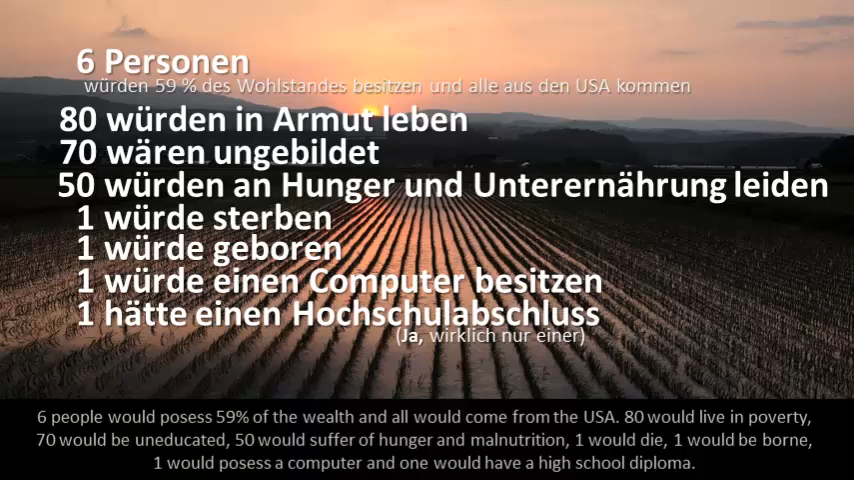 6 Personen
würden 59 % des Wohlstandes besitzen und alle aus den USA kommen
80 würden in Armut leben
70 wären ungebildet
50 würden an Hunger und Unterernährung leiden
1 würde sterben
1 würde geboren
1 würde einen Computer besitzen
1 hätte einen Hochschulabschluss
(Ja, wirklich nur einer)
6 people would posess 59% of the wealth and all would come from the USA. 80 would live in poverty,
70 would be uneducated, 50 would suffer of hunger and malnutrition, 1 would die, 1 would be borne,
1 would posess a computer and one would have a high school diploma.